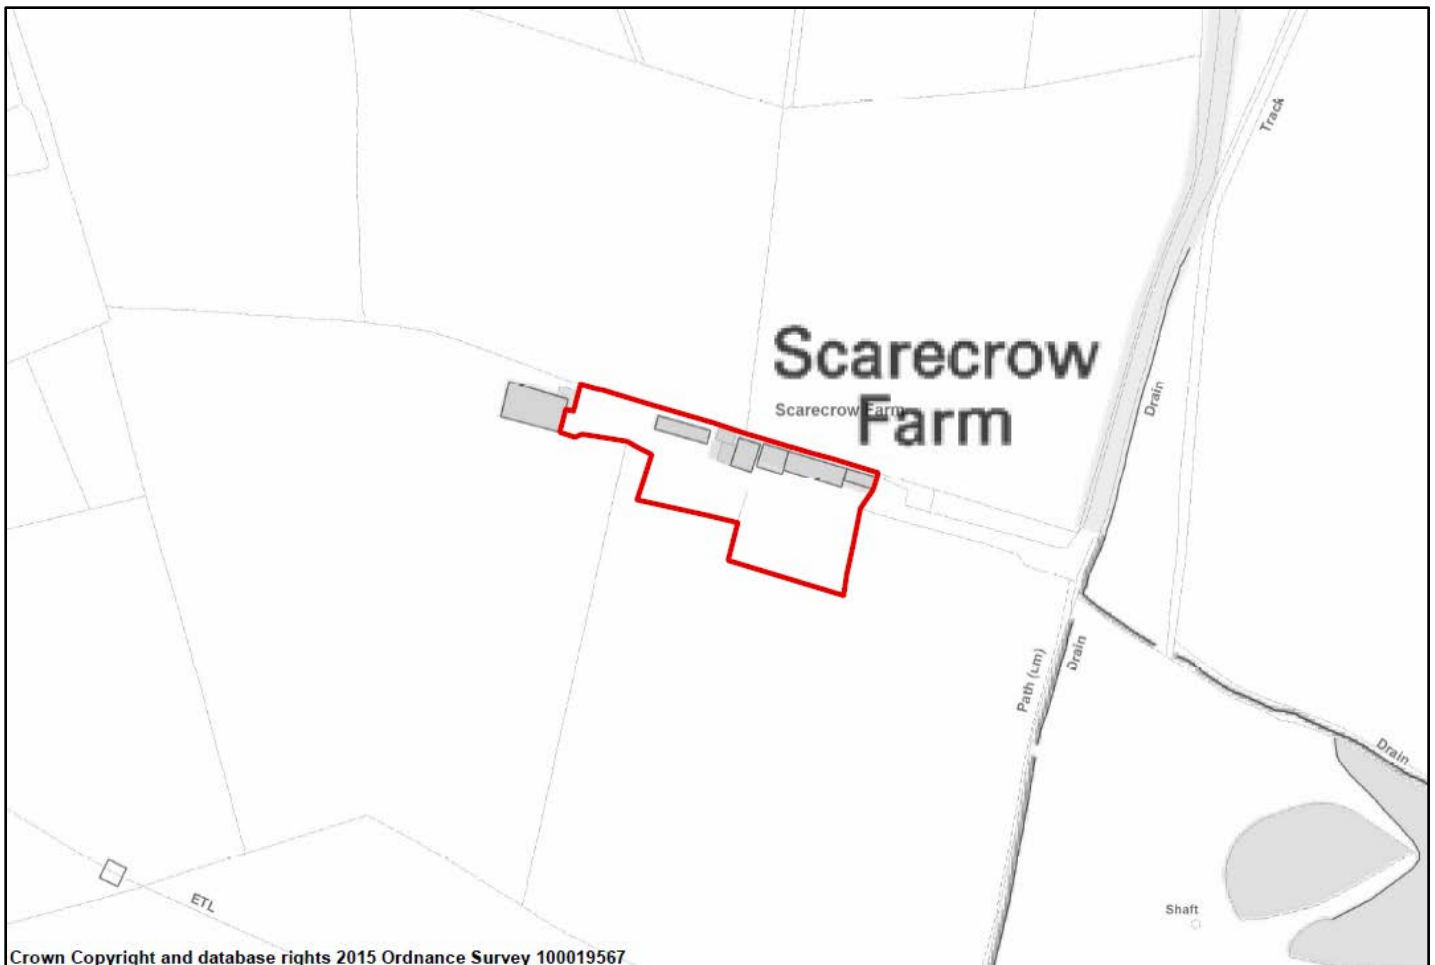 Track
Scarecrow
Farm
Scarecrow Farm
Drain
Path (um)
Drain
Drain
ETL
Shaft
Crown Copyright and database rights 2015 Ordnance Survey 100019567